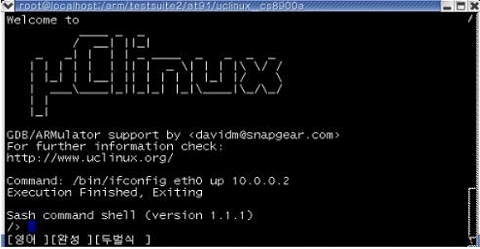 root@localhost:/arm/testsuite2/at91/uclinux_cs8900a
Welcome to
µClinux
GDB/ARMulator support by <davidm@snapgear.com>
For further information check:
http://www.uclinux.org/
Command: /bin/ifconfig eth0 up 10.0.0.2
Execution Finished, Exiting
Sash command shell (version 1.1.1)
/>
[영어 ][완성 ][두벌식 ]